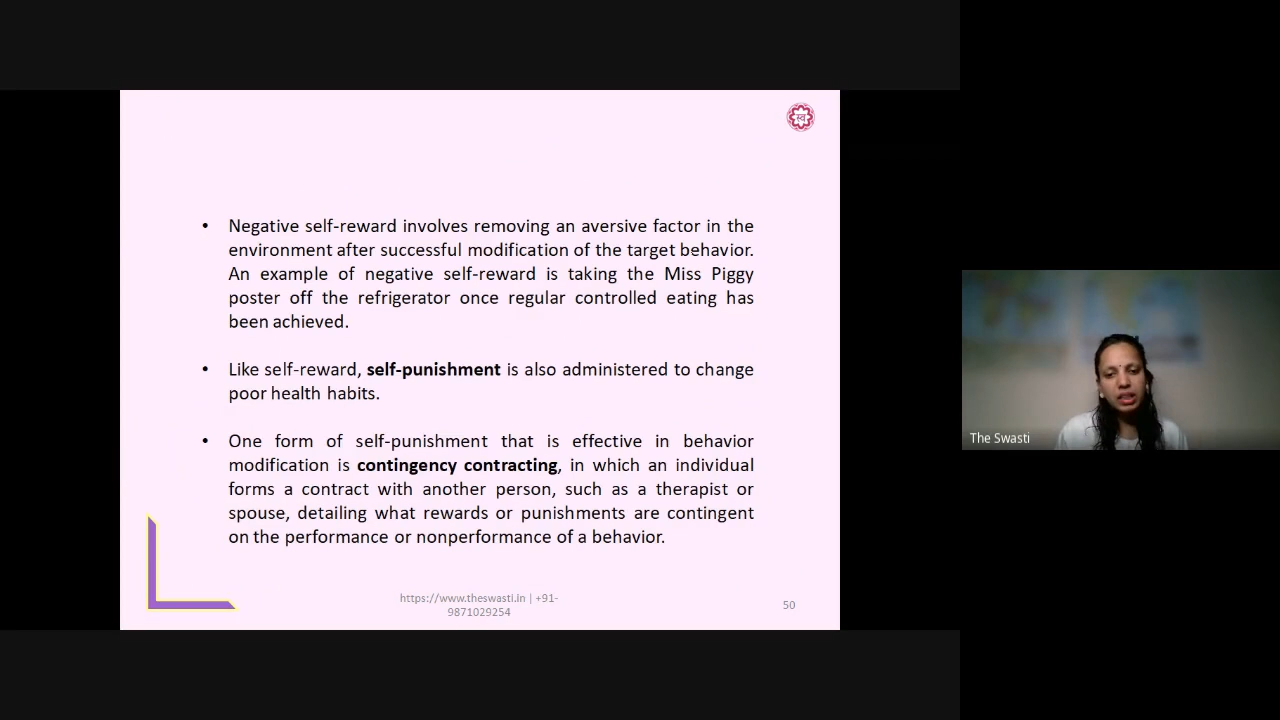 स्व
• Negative self-reward involves removing an aversive factor in the
environment after successful modification of the target behavior.
An example of negative self-reward is taking the Miss Piggy
poster off the refrigerator once regular controlled eating has
been achieved.
• Like self-reward, self-punishment is also administered to change
poor health habits.
• One form of self-punishment that is effective in behavior
modification is contingency contracting, in which an individual
forms a contract with another person, such as a therapist or
spouse, detailing what rewards or punishments are contingent
on the performance or nonperformance of a behavior.
https://www.theswasti.in | +91-
9871029254
50
The Swasti